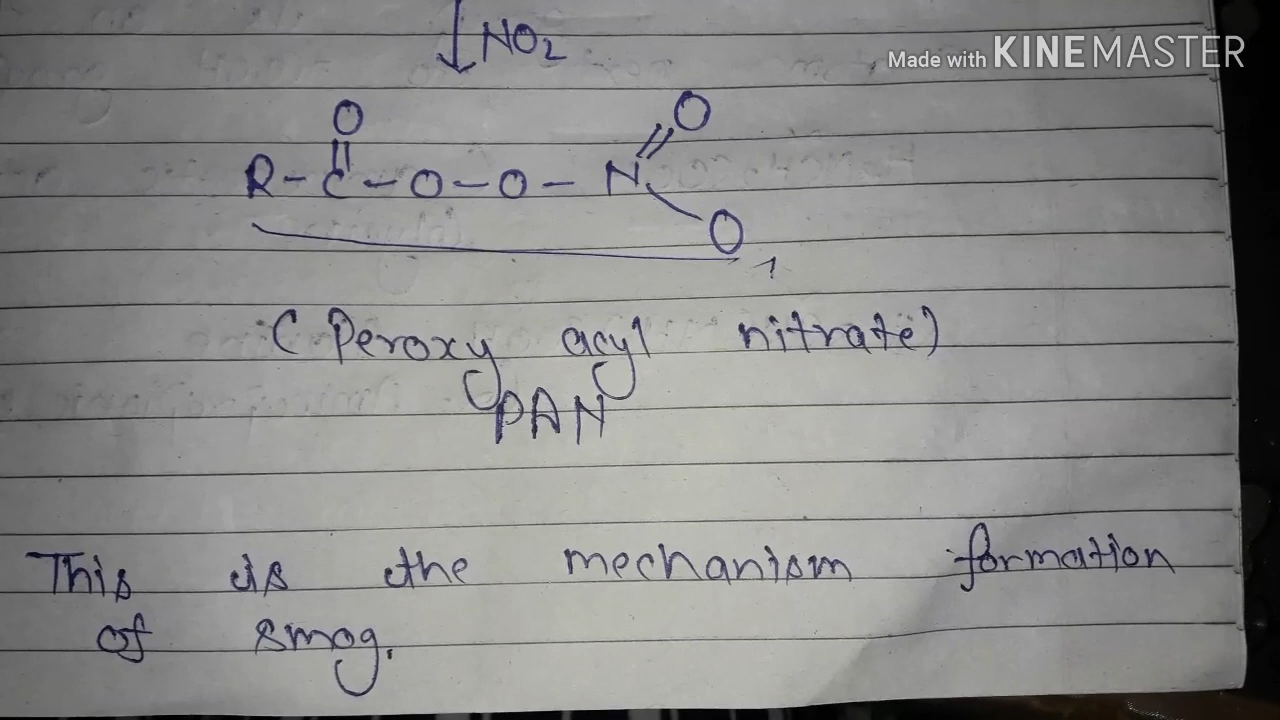 ↓ NO₂
Made with KINEMASTER
O
O
||
//
R - C - O - O - N
\
O
( Peroxy acyl nitrate)
PAN
This is the mechanism formation
of smog.